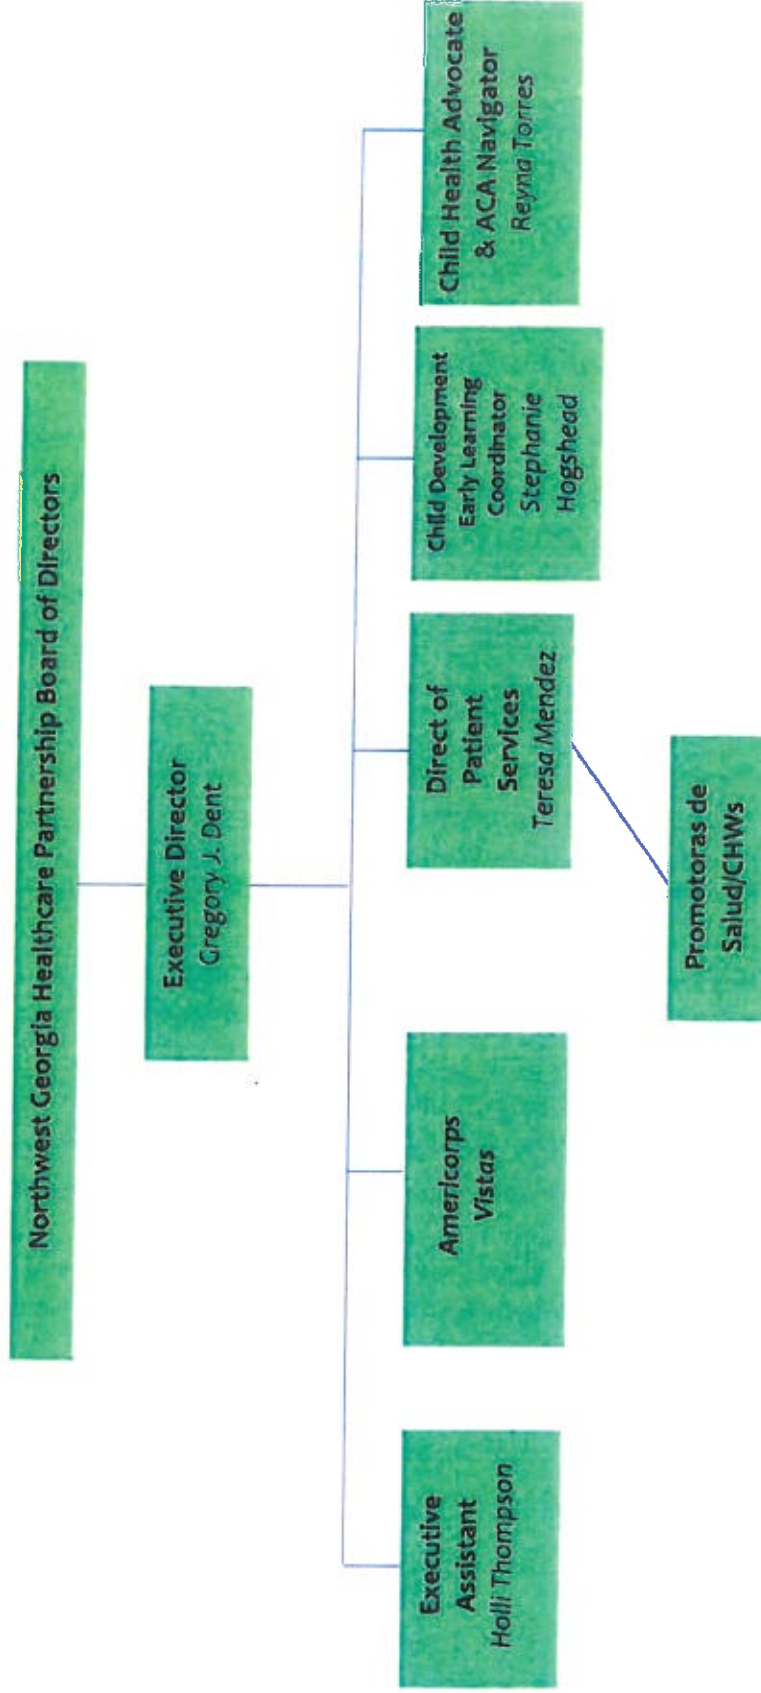 Northwest Georgia Healthcare Partnership Board of Directors
Executive Director
Gregory J. Dent
Executive
Assistant
Holli Thompson
Americorps
Vistas
Direct of
Patient
Services
Teresa Mendez
Child Development
Early Learning
Coordinator
Stephanie
Hogshead
Child Health Advocate
& ACA Navigator
Reyna Torres
Promotoras de
Salud/CHWs